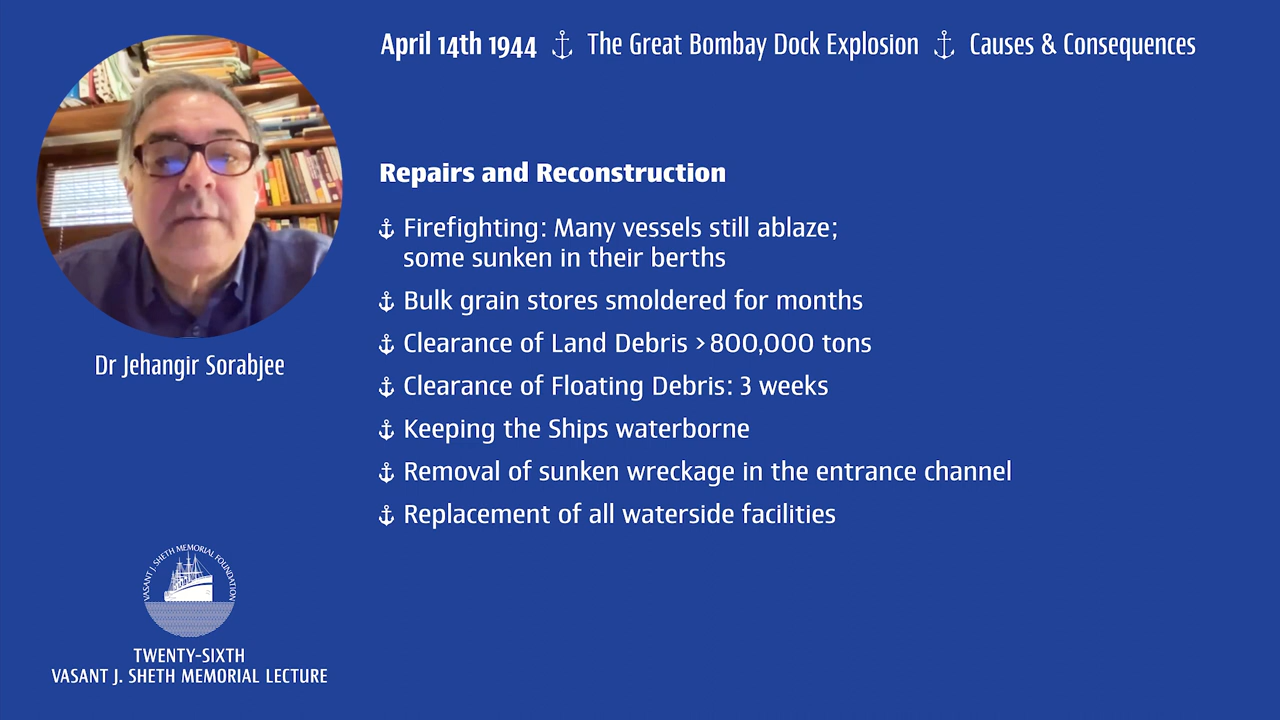 April 14th 1944 ⚓ The Great Bombay Dock Explosion ⚓ Causes & Consequences
Repairs and Reconstruction
⚓ Firefighting: Many vessels still ablaze;
some sunken in their berths
⚓ Bulk grain stores smoldered for months
⚓ Clearance of Land Debris >800,000 tons
⚓ Clearance of Floating Debris: 3 weeks
⚓ Keeping the Ships waterborne
⚓ Removal of sunken wreckage in the entrance channel
⚓ Replacement of all waterside facilities
Dr Jehangir Sorabjee
VASANT J. SHETH MEMORIAL FOUNDATION
TWENTY-SIXTH
VASANT J. SHETH MEMORIAL LECTURE